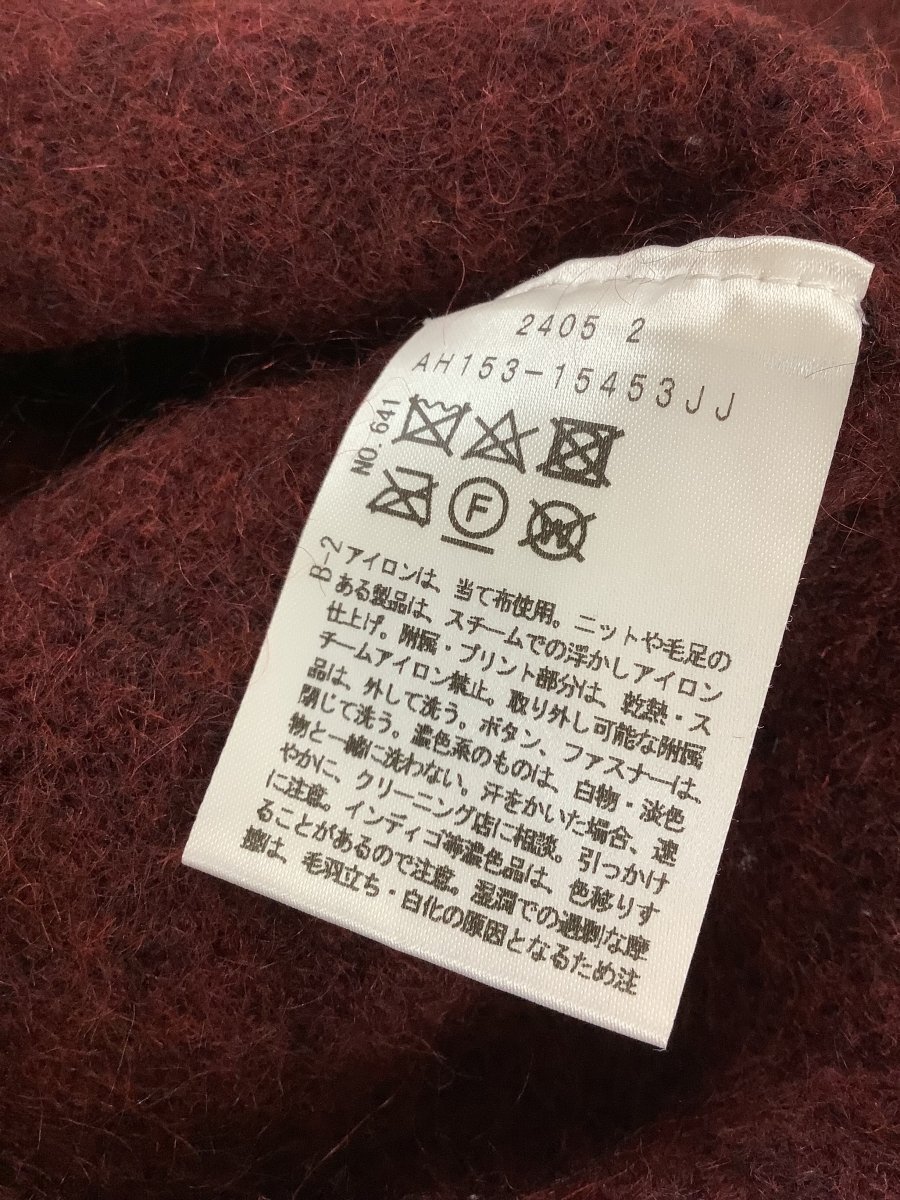 2405 2
AH153-15453JJ
NO.641
F
W
B-2
アイロンは、当て布使用。ニットや毛足の
ある製品は、スチームでの浮かしアイロン
仕上げ。附属・プリント部分は、乾熱・ス
チームアイロン禁止。取り外し可能な附属
品は、外して洗う。ボタン、ファスナーは、
閉じて洗う。濃色系のものは、白物・淡色
物と一緒に洗わない。汗をかいた場合、速
やかに、クリーニング店に相談。引っかけ
に注意。インディゴ等濃色品は、色移りす
ることがあるので注意。湿潤での過剰な摩
擦は、毛羽立ち・白化の原因となるため注